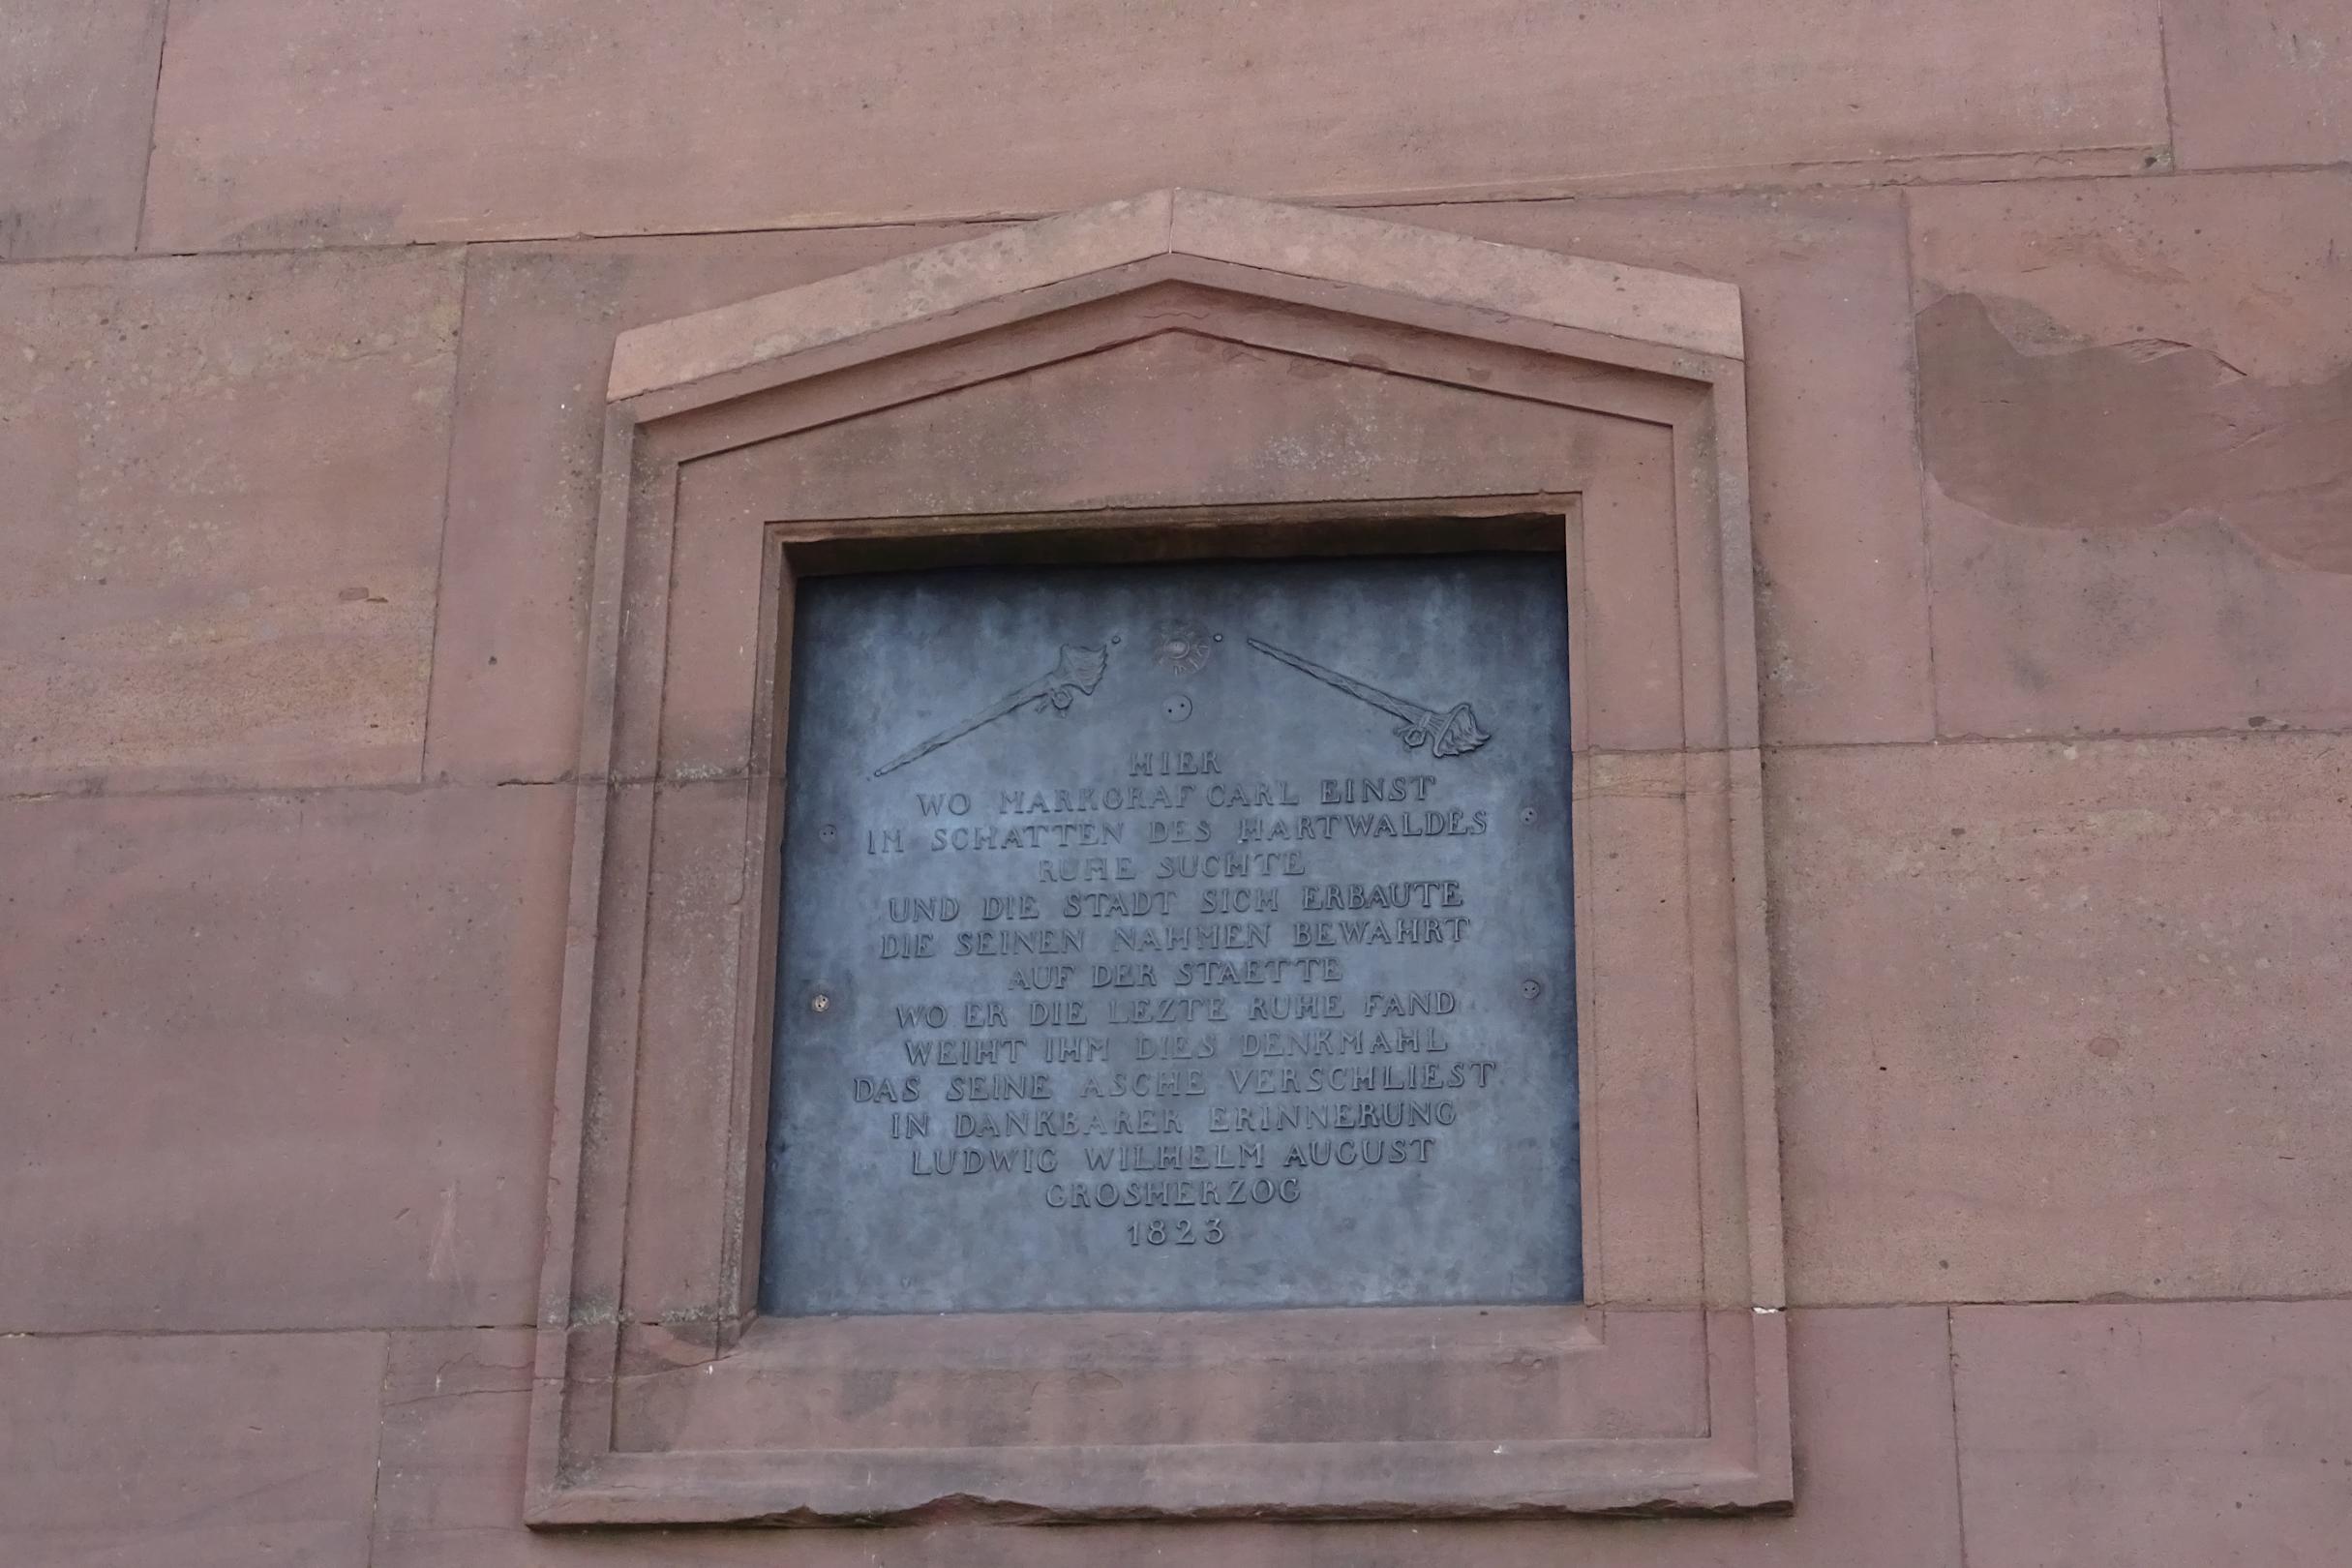 HIER
WO MARKGRAF CARL EINST
IM SCHATTEN DES HARTWALDES
RUHE SUCHTE
UND DIE STADT SICH ERBAUTE
DIE SEINEN NAHMEN BEWAHRT
AUF DER STAETTE
WO ER DIE LEZTE RUHE FAND
WEIHT IHM DIES DENKMAHL
DAS SEINE ASCHE VERSCHLIEST
IN DANKBARER ERINNERUNG
LUDWIG WILHELM AUGUST
GROSHERZOG
1823